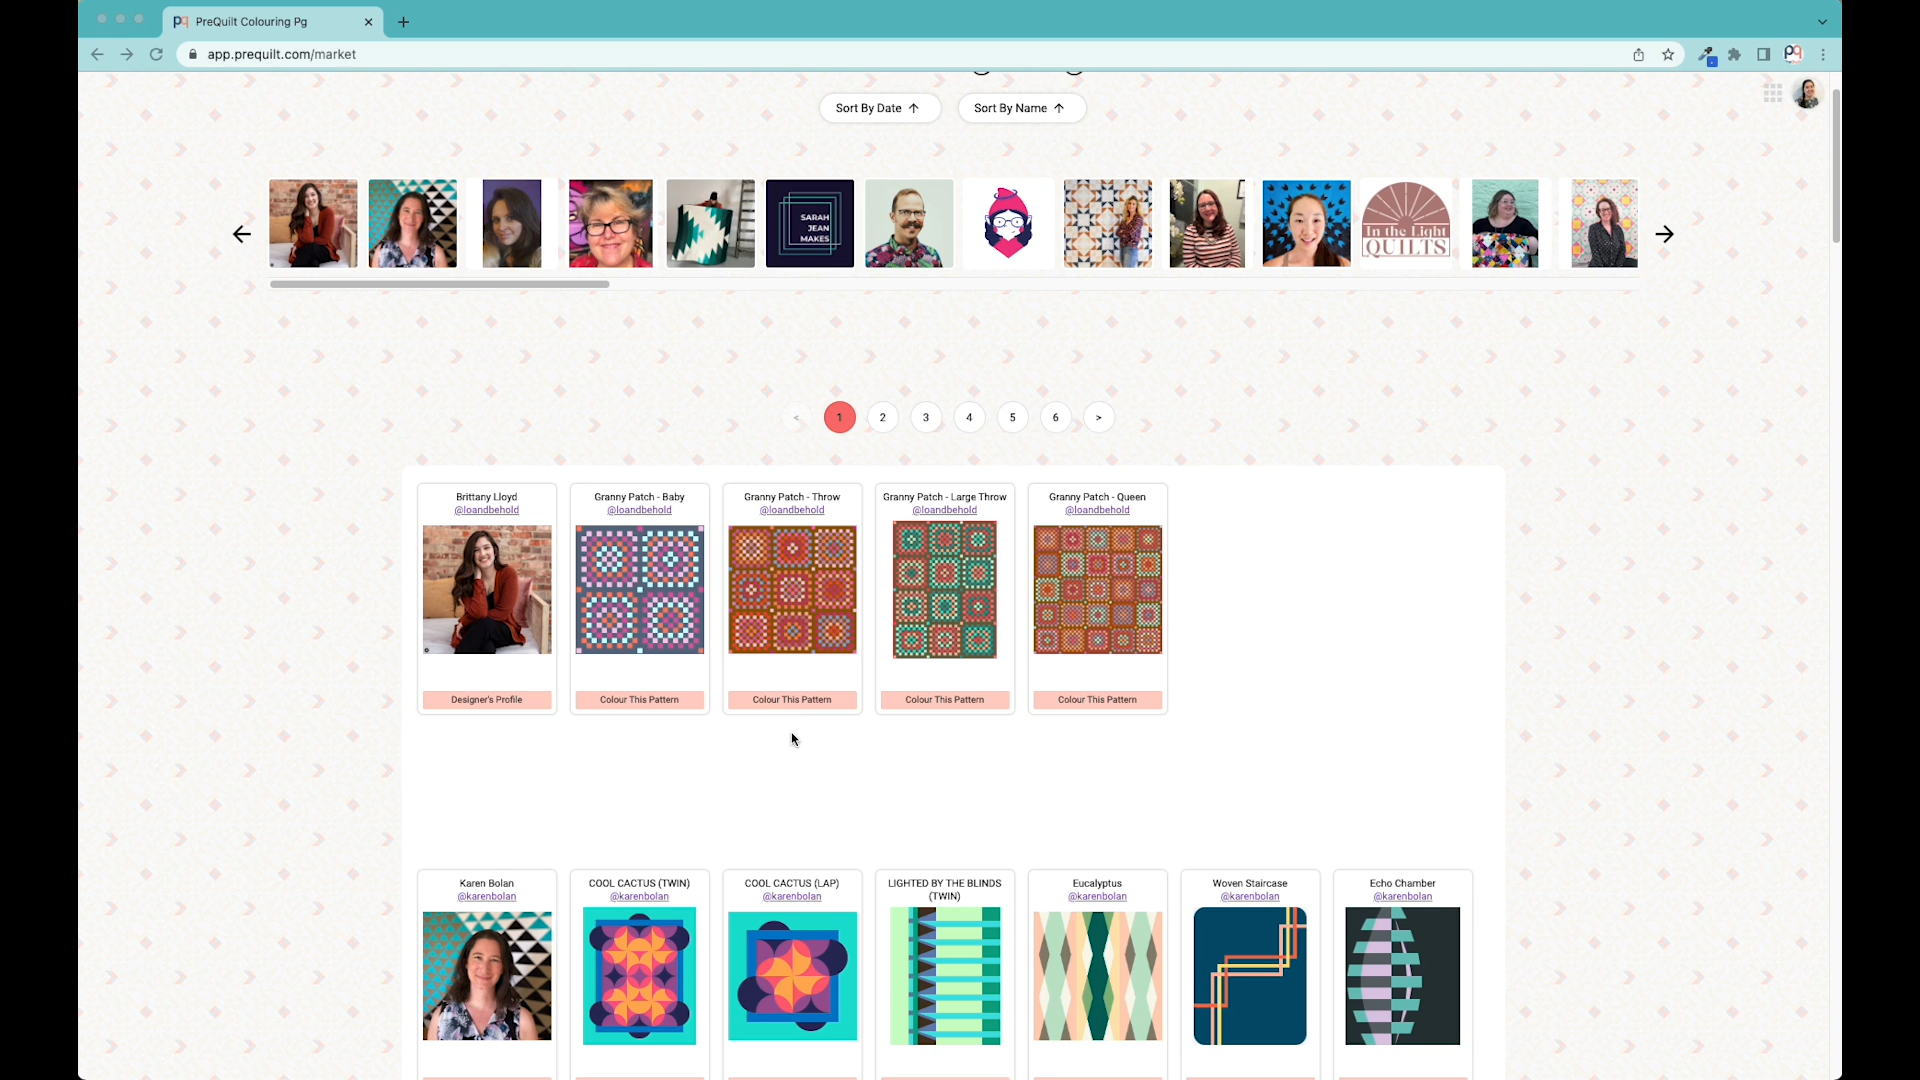 PreQuilt Colouring Pg
app.prequilt.com/market
Sort By Date ↑
Sort By Name ↑
SARAH
JEAN
MAKES
In the Light
QUILTS
< 1 2 3 4 5 6 >
Brittany Lloyd
@loandbehold
Designer's Profile
Granny Patch - Baby
@loandbehold
Colour This Pattern
Granny Patch - Throw
@loandbehold
Colour This Pattern
Granny Patch - Large Throw
@loandbehold
Colour This Pattern
Granny Patch - Queen
@loandbehold
Colour This Pattern
Karen Bolan
@karenbolan
COOL CACTUS (TWIN)
@karenbolan
COOL CACTUS (LAP)
@karenbolan
LIGHTED BY THE BLINDS
(TWIN)
@karenbolan
Eucalyptus
@karenbolan
Woven Staircase
@karenbolan
Echo Chamber
@karenbolan